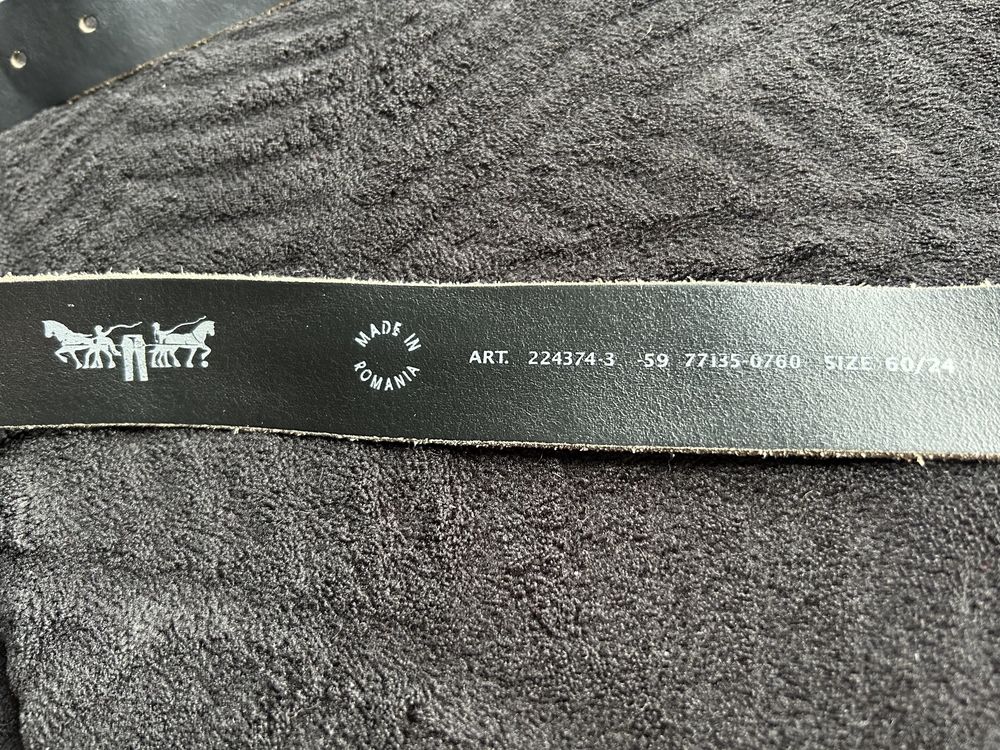 MADE IN
ROMANIA
ART. 224374-3 -59 77135-0760 SIZE 60/24